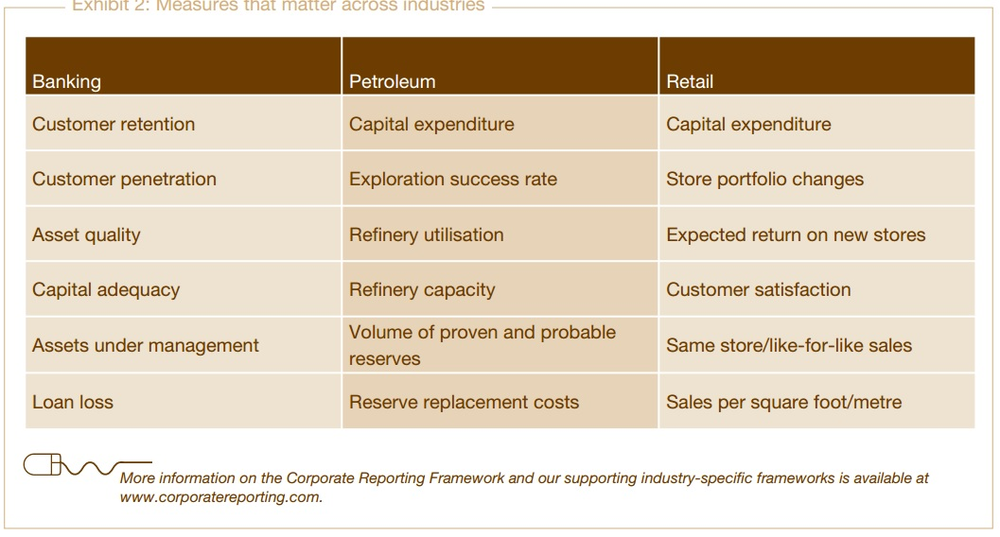 Exhibit 2: Measures that matter across industries
Banking Petroleum Retail
Customer retention Capital expenditure Capital expenditure
Customer penetration Exploration success rate Store portfolio changes
Asset quality Refinery utilisation Expected return on new stores
Capital adequacy Refinery capacity Customer satisfaction
Assets under management Volume of proven and probable reserves Same store/like-for-like sales
Loan loss Reserve replacement costs Sales per square foot/metre
More information on the Corporate Reporting Framework and our supporting industry-specific frameworks is available at
www.corporatereporting.com.